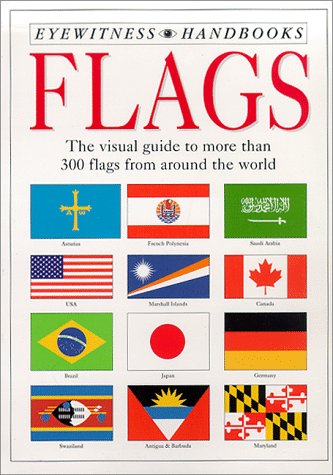 EYEWITNESS HANDBOOKS
FLAGS
The visual guide to more than
300 flags from around the world
Asturias
French Polynesia
Saudi Arabia
USA
Marshall Islands
Canada
Brazil
Japan
Germany
Swaziland
Antigua & Barbuda
Maryland